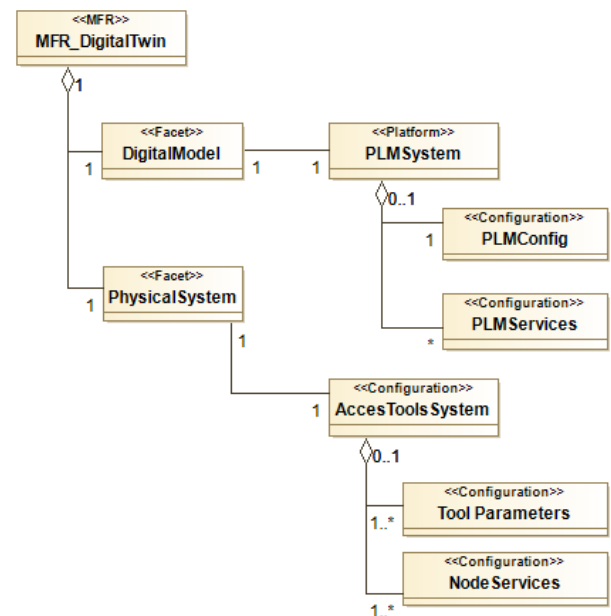 <<MFR>>
MFR_DigitalTwin
1
<<Facet>>
DigitalModel
1
1
1
<<Platform>>
PLMSystem
0..1
<<Configuration>>
PLMConfig
1
<<Facet>>
PhysicalSystem
1
1
<<Configuration>>
PLMServices
*
<<Configuration>>
AccesToolsSystem
1
0..1
<<Configuration>>
Tool Parameters
1..*
<<Configuration>>
NodeServices
1..*